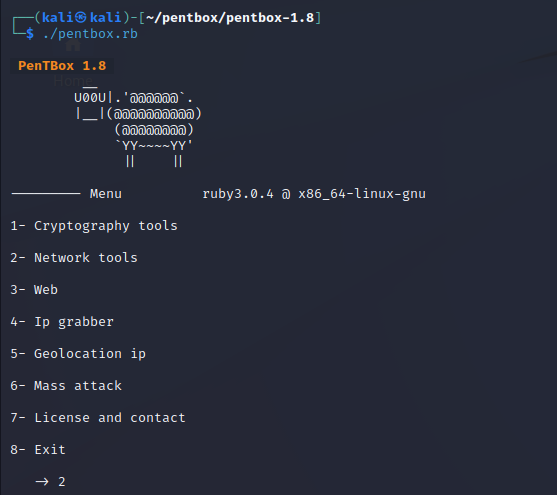 ┌──(kali㉿kali)-[~/pentbox/pentbox-1.8]
└─$ ./pentbox.rb
PenTBox 1.8
__
U00U|.'@@@@@@`.
|__|(@@@@@@@@@@)
(@@@@@@@@)
`YY~~~~YY'
||    ||
--------- Menu          ruby3.0.4 @ x86_64-linux-gnu
1- Cryptography tools
2- Network tools
3- Web
4- Ip grabber
5- Geolocation ip
6- Mass attack
7- License and contact
8- Exit
-> 2